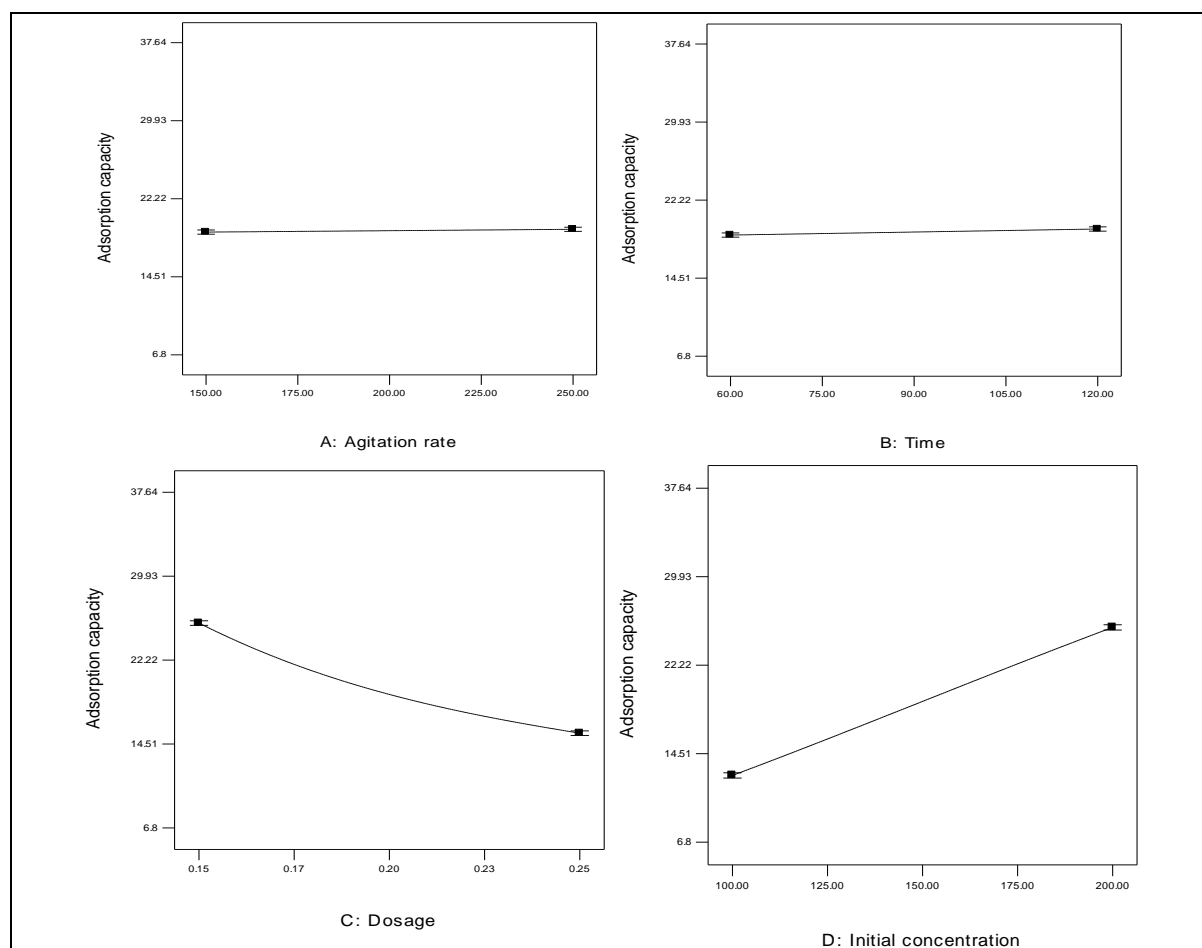 37.64
29.93
22.22
14.51
6.8
Adsorption capacity
150.00 175.00 200.00 225.00 250.00
A: Agitation rate
37.64
29.93
22.22
14.51
6.8
Adsorption capacity
60.00 75.00 90.00 105.00 120.00
B: Time
37.64
29.93
22.22
14.51
6.8
Adsorption capacity
0.15 0.17 0.20 0.23 0.25
C: Dosage
37.64
29.93
22.22
14.51
6.8
Adsorption capacity
100.00 125.00 150.00 175.00 200.00
D: Initial concentration